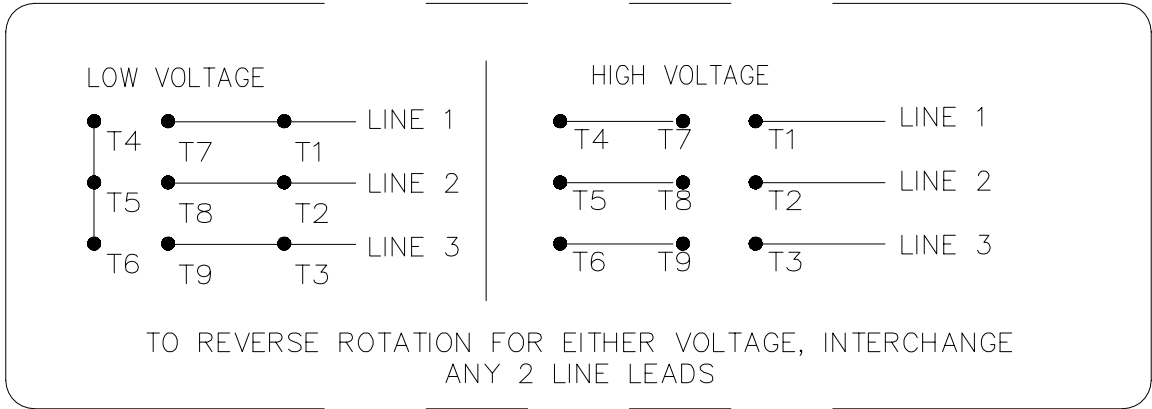 LOW VOLTAGE
T4 T7 T1 LINE 1
T5 T8 T2 LINE 2
T6 T9 T3 LINE 3
HIGH VOLTAGE
T4 T7 T1 LINE 1
T5 T8 T2 LINE 2
T6 T9 T3 LINE 3
TO REVERSE ROTATION FOR EITHER VOLTAGE, INTERCHANGE
ANY 2 LINE LEADS